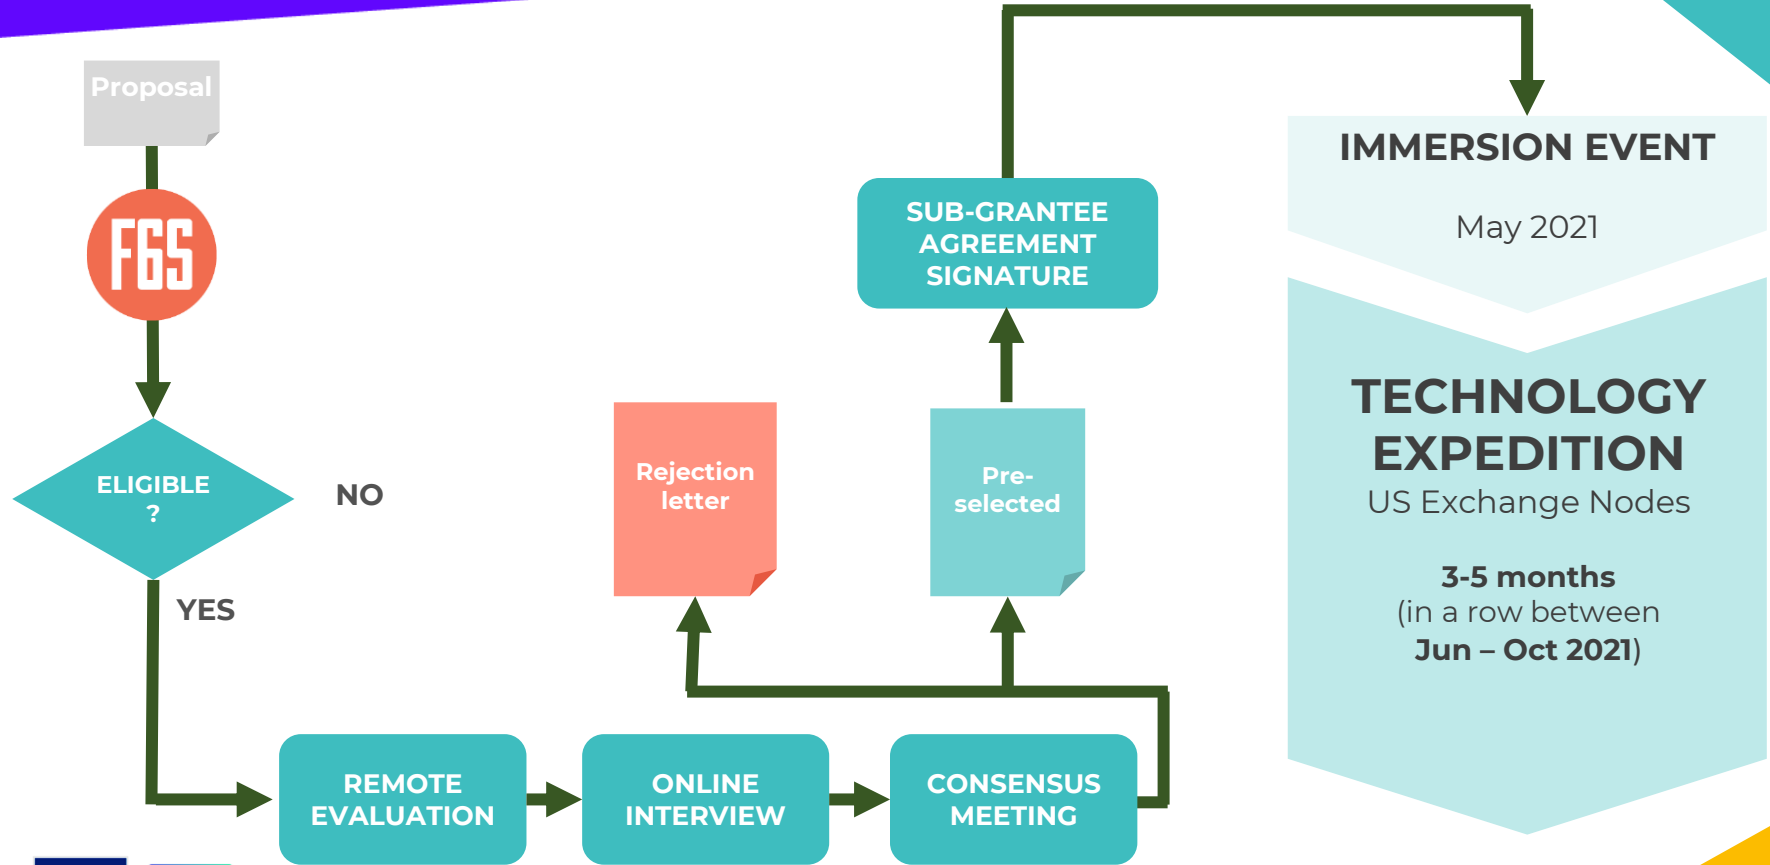 Proposal
F6S
ELIGIBLE
?
NO
YES
REMOTE
EVALUATION
ONLINE
INTERVIEW
CONSENSUS
MEETING
Rejection
letter
Pre-
selected
SUB-GRANTEE
AGREEMENT
SIGNATURE
IMMERSION EVENT
May 2021
TECHNOLOGY
EXPEDITION
US Exchange Nodes
3-5 months
(in a row between
Jun – Oct 2021)